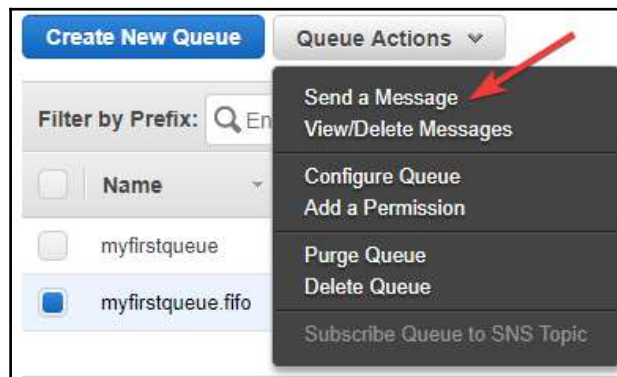 Create New Queue
Queue Actions
Send a Message
Filter by Prefix: En
View/Delete Messages
Name
Configure Queue
Add a Permission
myfirstqueue
Purge Queue
Delete Queue
myfirstqueue.fifo
Subscribe Queue to SNS Topic